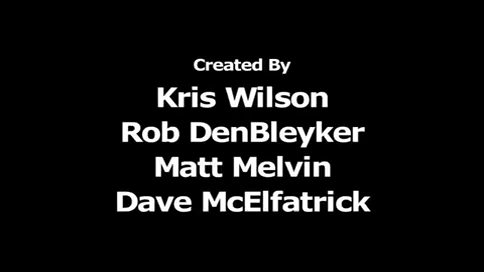 Created By
Kris Wilson
Rob DenBleyker
Matt Melvin
Dave McElfatrick